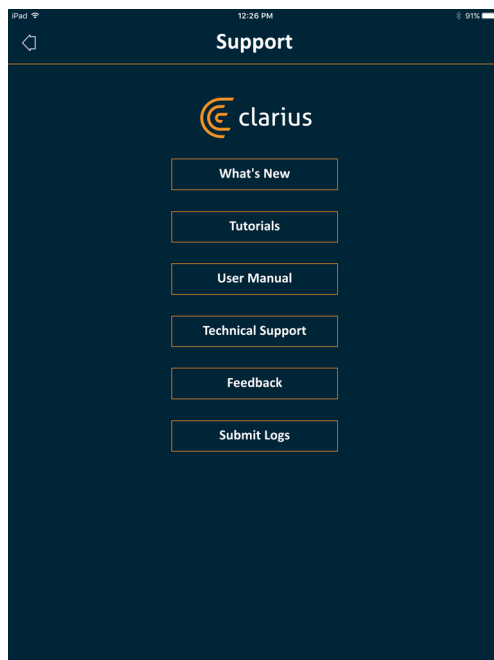 iPad 12:26 PM 91%
Support
clarius
What's New
Tutorials
User Manual
Technical Support
Feedback
Submit Logs